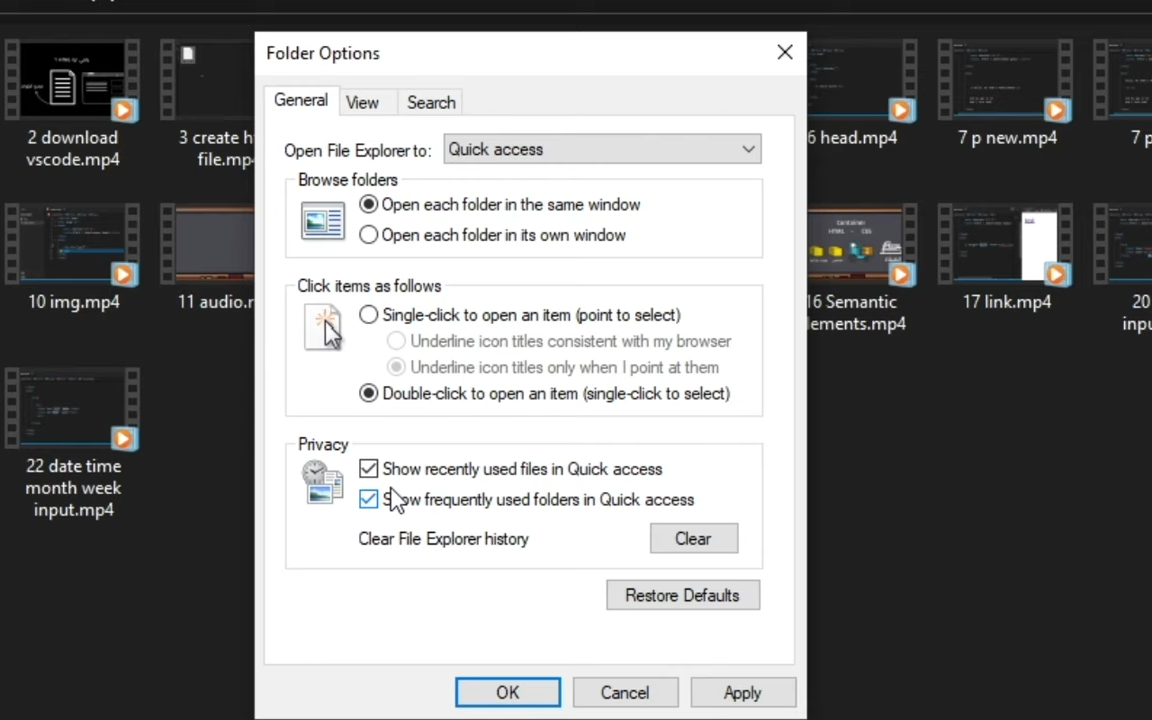 Folder Options
General
View
Search
Open File Explorer to:
Quick access
Browse folders
Open each folder in the same window
Open each folder in its own window
Click items as follows
Single-click to open an item (point to select)
Underline icon titles consistent with my browser
Underline icon titles only when I point at them
Double-click to open an item (single-click to select)
Privacy
Show recently used files in Quick access
Show frequently used folders in Quick access
Clear File Explorer history
Clear
Restore Defaults
OK
Cancel
Apply
2 download
vscode.mp4
3 create
6 head.mp4
7 p new.mp4
7 p
10 img.mp4
11 audio.
16 Semantic
17 link.mp4
20
22 date time
month week
input.mp4
Container
HTML - CSS